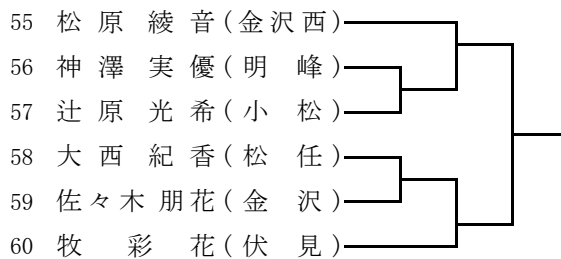 55 松原 綾音(金沢西)
56 神澤 実優(明 峰)
57 辻原 光希(小 松)
58 大西 紀香(松 任)
59 佐々木 朋花(金 沢)
60 牧 彩花(伏 見)